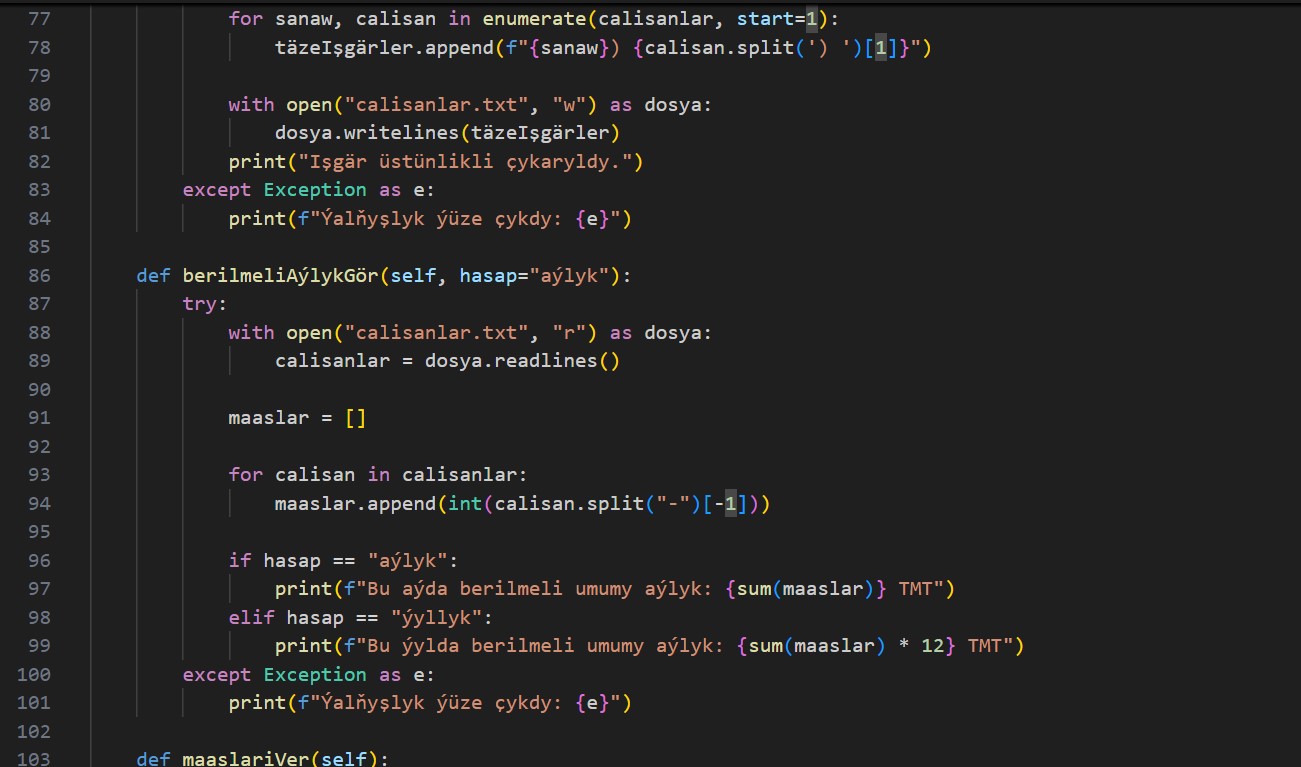 77 for sanaw, calisan in enumerate(calisanlar, start=1):
78 täzeIşgärler.append(f"{sanaw}) {calisan.split(') ')[1]}")
79
80 with open("calisanlar.txt", "w") as dosya:
81 dosya.writelines(täzeIşgärler)
82 print("Işgär üstünlikli çykaryldy.")
83 except Exception as e:
84 print(f"Ýalňyşlyk ýüze çykdy: {e}")
85
86 def berilmeliAýlykGör(self, hasap="aýlyk"):
87 try:
88 with open("calisanlar.txt", "r") as dosya:
89 calisanlar = dosya.readlines()
90
91 maaslar = []
92
93 for calisan in calisanlar:
94 maaslar.append(int(calisan.split("-")[-1]))
95
96 if hasap == "aýlyk":
97 print(f"Bu aýda berilmeli umumy aýlyk: {sum(maaslar)} TMT")
98 elif hasap == "ýyllyk":
99 print(f"Bu ýylda berilmeli umumy aýlyk: {sum(maaslar) * 12} TMT")
100 except Exception as e:
101 print(f"Ýalňyşlyk ýüze çykdy: {e}")
102
103 def maaslariVer(self):